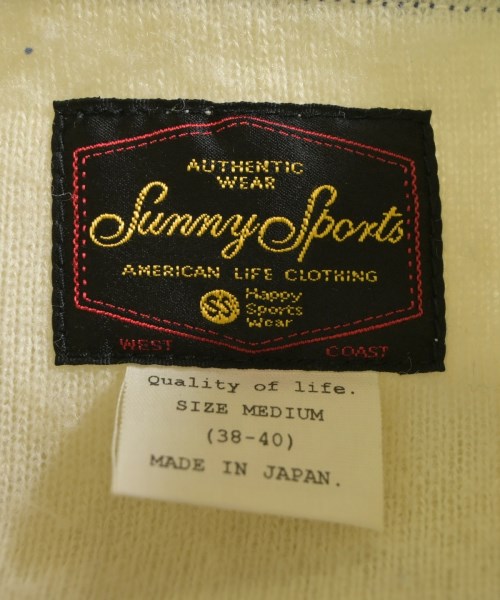 AUTHENTIC
WEAR
Sunny Sports
AMERICAN LIFE CLOTHING
SS
Happy
Sports
Wear
WEST COAST
Quality of life.
SIZE MEDIUM
(38-40)
MADE IN JAPAN.